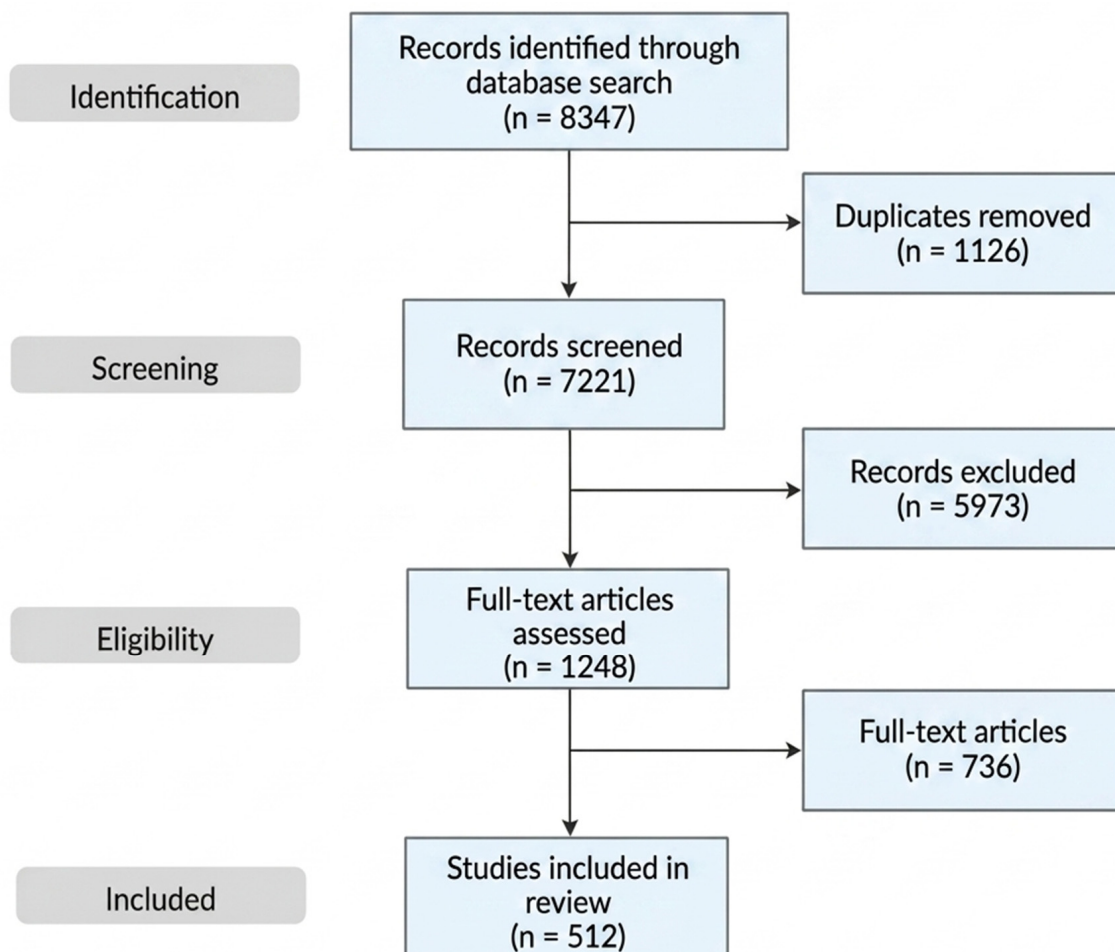 Identification
Records identified through
database search
(n = 8347)
Duplicates removed
(n = 1126)
Screening
Records screened
(n = 7221)
Records excluded
(n = 5973)
Eligibility
Full-text articles
assessed
(n = 1248)
Full-text articles
(n = 736)
Included
Studies included in
review
(n = 512)